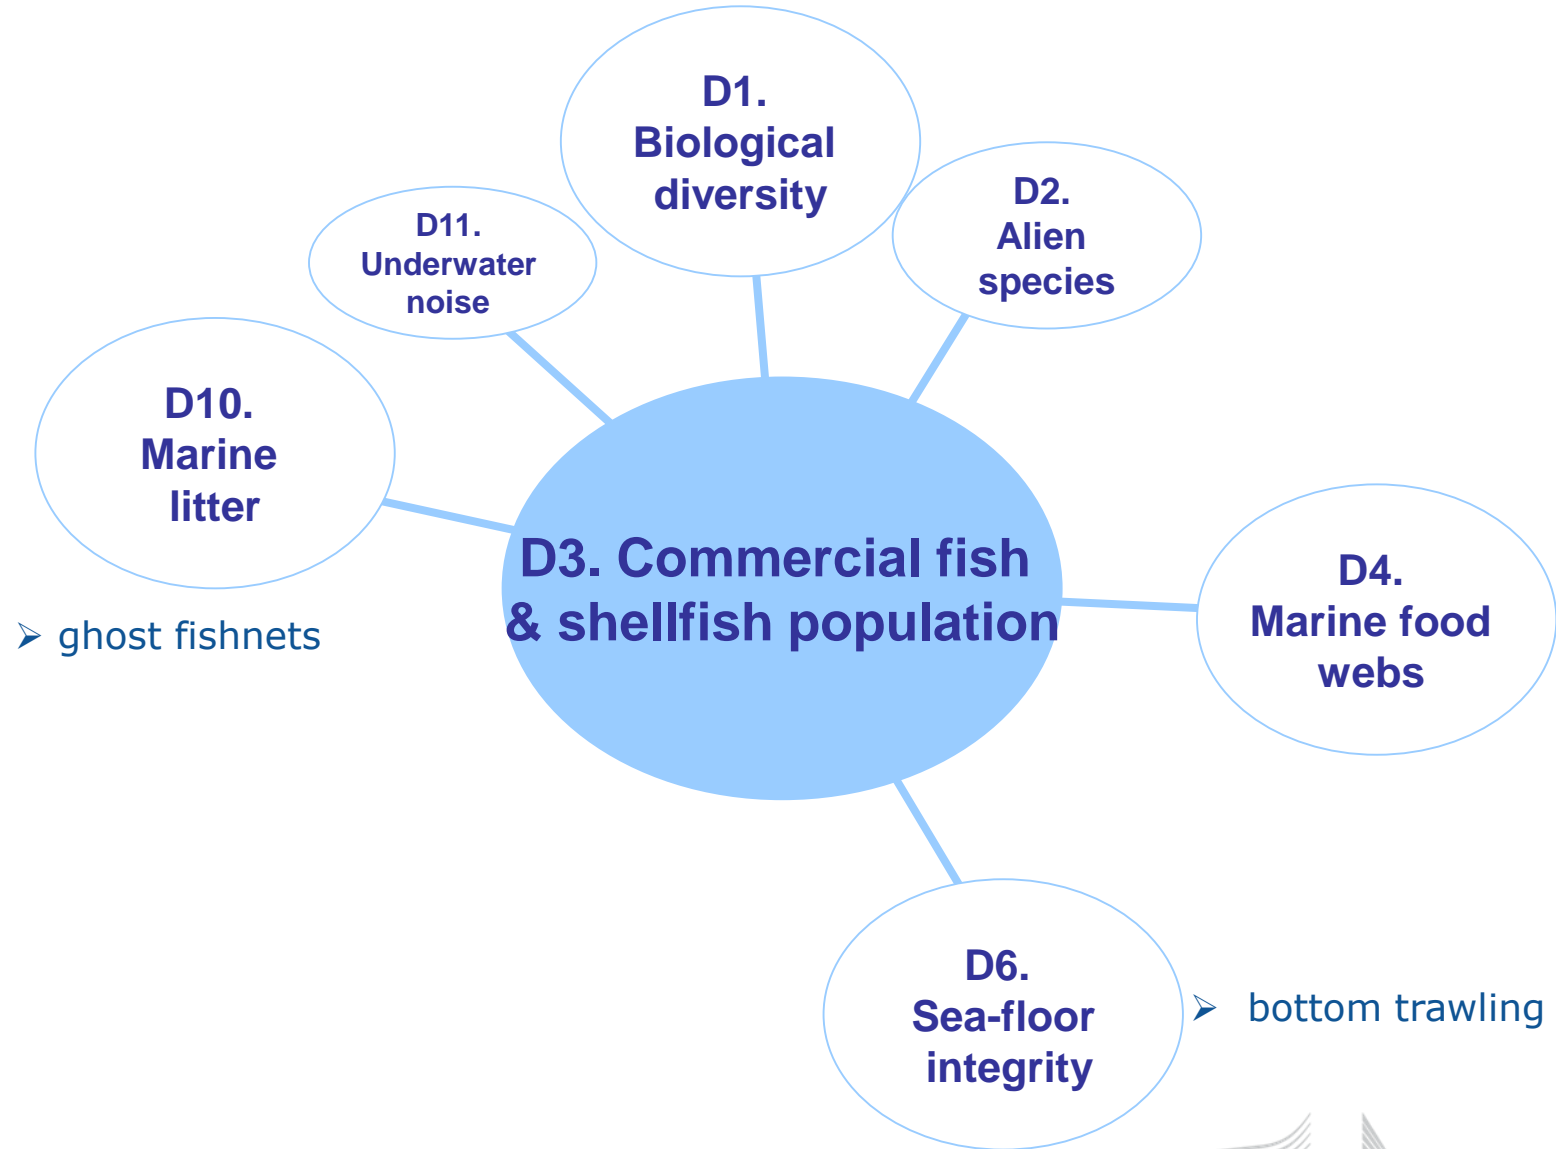 D1.
Biological
diversity
D2.
Alien
species
D11.
Underwater
noise
D10.
Marine
litter
D3. Commercial fish
& shellfish population
D4.
Marine food
webs
➢ ghost fishnets
D6.
Sea-floor
integrity
➢ bottom trawling